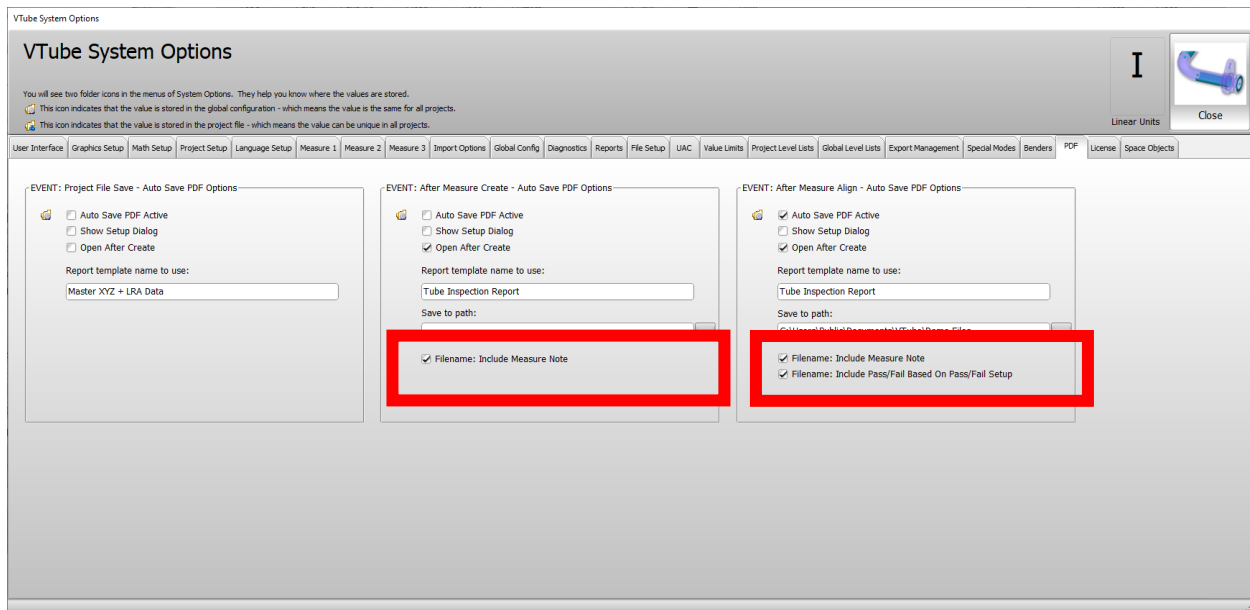 VTube System Options
VTube System Options
You will see two folder icons in the menus of System Options. They help you know where the values are stored.
This icon indicates that the value is stored in the global configuration - which means the value is the same for all projects.
This icon indicates that the value is stored in the project file - which means the value can be unique in all projects.
I
Linear Units
Close
User Interface
Graphics Setup
Math Setup
Project Setup
Language Setup
Measure 1
Measure 2
Measure 3
Import Options
Global Config
Diagnostics
Reports
File Setup
UAC
Value Limits
Project Level Lists
Global Level Lists
Export Management
Special Modes
Benders
PDF
License
Space Objects
EVENT: Project File Save - Auto Save PDF Options
Auto Save PDF Active
Show Setup Dialog
Open After Create
Report template name to use:
Master XYZ + LRA Data
EVENT: After Measure Create - Auto Save PDF Options
Auto Save PDF Active
Show Setup Dialog
Open After Create
Report template name to use:
Tube Inspection Report
Save to path:
Filename: Include Measure Note
EVENT: After Measure Align - Auto Save PDF Options
Auto Save PDF Active
Show Setup Dialog
Open After Create
Report template name to use:
Tube Inspection Report
Save to path:
C:\Users\Public\Documents\VTube\Demo Files
Filename: Include Measure Note
Filename: Include Pass/Fail Based On Pass/Fail Setup